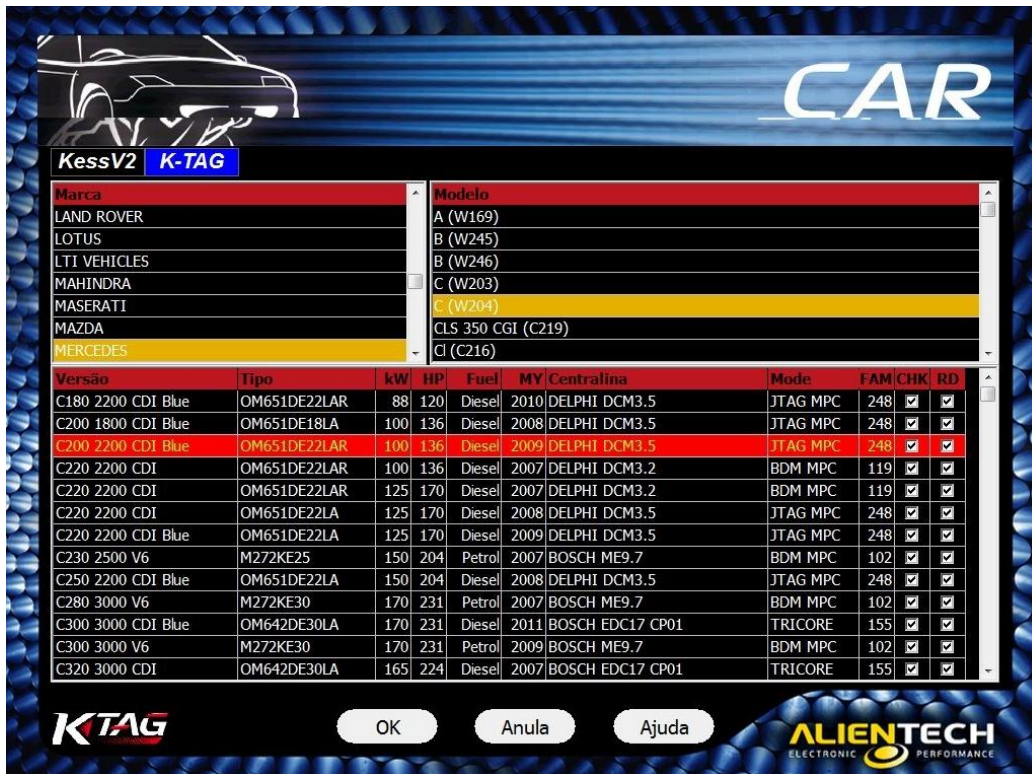 CAR
KessV2 K-TAG
Marca Modelo
LAND ROVER A (W169)
LOTUS B (W245)
LTI VEHICLES B (W246)
MAHINDRA C (W203)
MASERATI C (W204)
MAZDA CLS 350 CGI (C219)
MERCEDES Cl (C216)
Versão Tipo kW HP Fuel MY Centralina Mode FAM CHK RD
C180 2200 CDI Blue OM651DE22LAR 88 120 Diesel 2010 DELPHI DCM3.5 JTAG MPC 248
C200 1800 CDI Blue OM651DE18LA 100 136 Diesel 2008 DELPHI DCM3.5 JTAG MPC 248
C200 2200 CDI Blue OM651DE22LAR 100 136 Diesel 2009 DELPHI DCM3.5 JTAG MPC 248
C220 2200 CDI OM651DE22LAR 100 136 Diesel 2007 DELPHI DCM3.2 BDM MPC 119
C220 2200 CDI OM651DE22LAR 125 170 Diesel 2007 DELPHI DCM3.2 BDM MPC 119
C220 2200 CDI OM651DE22LA 125 170 Diesel 2008 DELPHI DCM3.5 JTAG MPC 248
C220 2200 CDI Blue OM651DE22LA 125 170 Diesel 2009 DELPHI DCM3.5 JTAG MPC 248
C230 2500 V6 M272KE25 150 204 Petrol 2007 BOSCH ME9.7 BDM MPC 102
C250 2200 CDI Blue OM651DE22LA 150 204 Diesel 2008 DELPHI DCM3.5 JTAG MPC 248
C280 3000 V6 M272KE30 170 231 Petrol 2007 BOSCH ME9.7 BDM MPC 102
C300 3000 CDI Blue OM642DE30LA 170 231 Diesel 2011 BOSCH EDC17 CP01 TRICORE 155
C300 3000 V6 M272KE30 170 231 Petrol 2009 BOSCH ME9.7 BDM MPC 102
C320 3000 CDI OM642DE30LA 165 224 Diesel 2007 BOSCH EDC17 CP01 TRICORE 155
KTAG OK Anula Ajuda ALIENTECH
ELECTRONIC PERFORMANCE